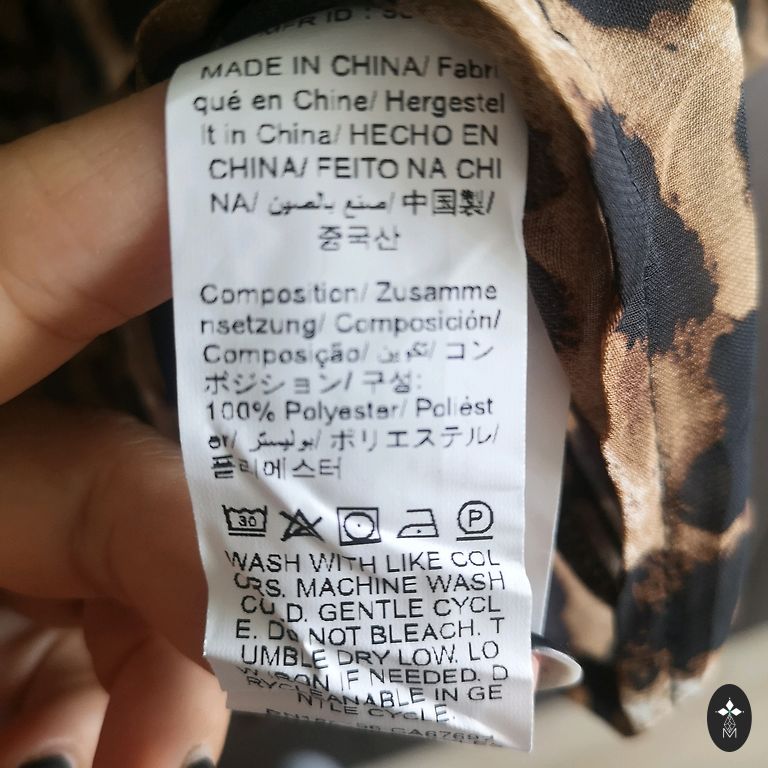 MADE IN CHINA/ Fabri
qué en Chine/ Hergestel
lt in China/ HECHO EN
CHINA/ FEITO NA CHI
NA/ صنع بالصين/ 中国製/
중국산
Composition/ Zusamme
nsetzung/ Composición/
Composição/ تكوين/ コン
ポジション/ 구성:
100% Polyester/ Poliést
er/ بوليستر/ ポリエステル/
폴리에스터
30
P
WASH WITH LIKE COL
URS. MACHINE WASH
COLD. GENTLE CYCL
E. DO NOT BLEACH. T
UMBLE DRY LOW. LO
W IRON IF NEEDED. D
RYCLEANABLE IN GE
NTLE CYCLE.
M